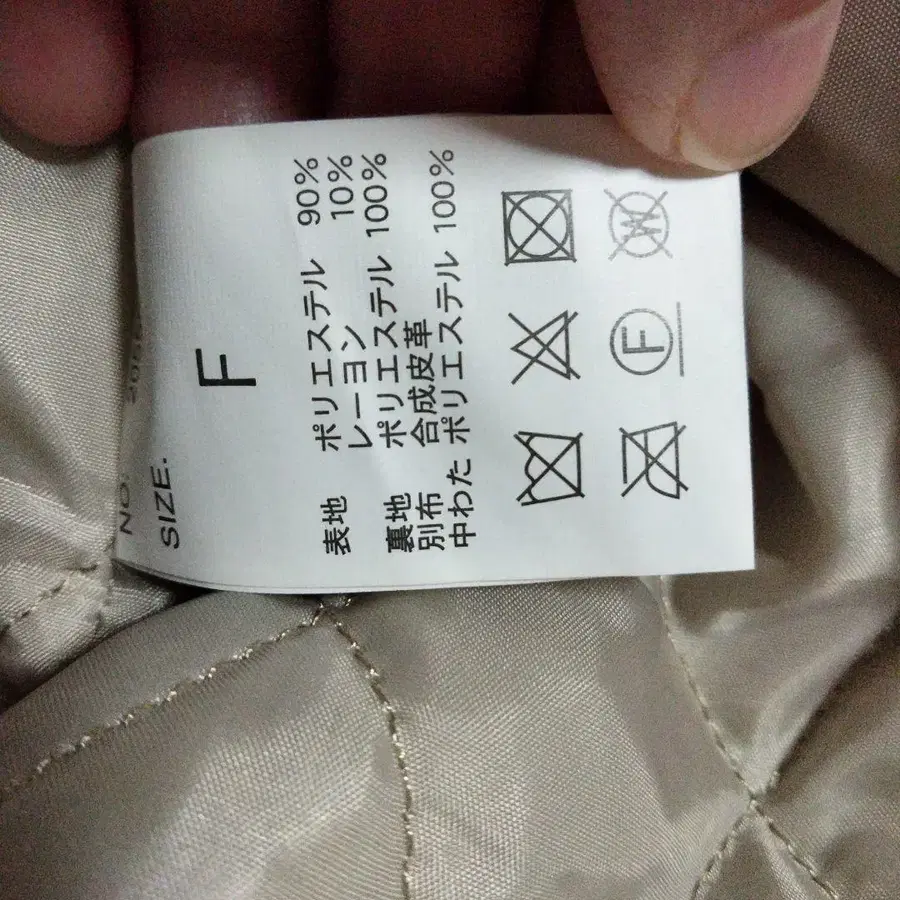 NO.
SIZE.
F
表地 ポリエステル 90%
レーヨン 10%
裏地 ポリエステル 100%
別布 合成皮革
中わた ポリエステル 100%
W
F